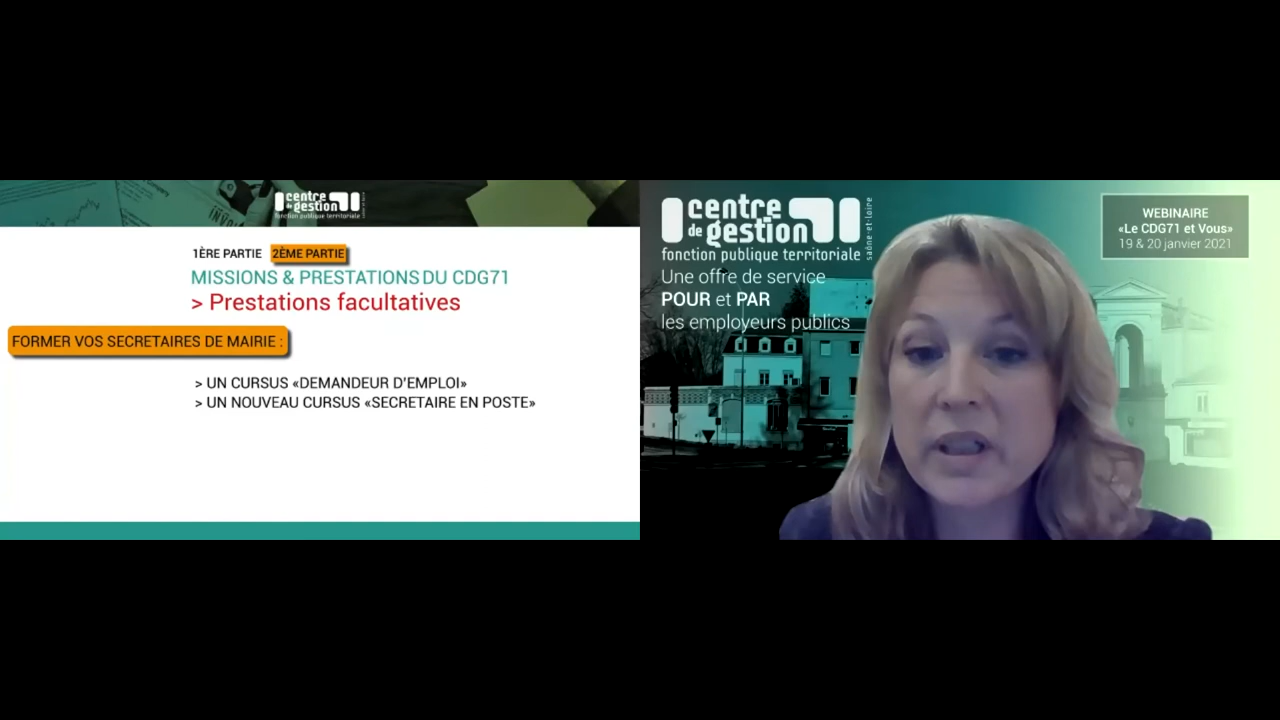 centre
de gestion 71
fonction publique territoriale
1ÈRE PARTIE 2ÈME PARTIE
MISSIONS & PRESTATIONS DU CDG71
> Prestations facultatives
FORMER VOS SECRETAIRES DE MAIRIE :
> UN CURSUS «DEMANDEUR D'EMPLOI»
> UN NOUVEAU CURSUS «SECRETAIRE EN POSTE»
centre
de gestion 71
fonction publique territoriale
saône-et-loire
Une offre de service
POUR et PAR
les employeurs publics
WEBINAIRE
«Le CDG71 et Vous»
19 & 20 janvier 2021